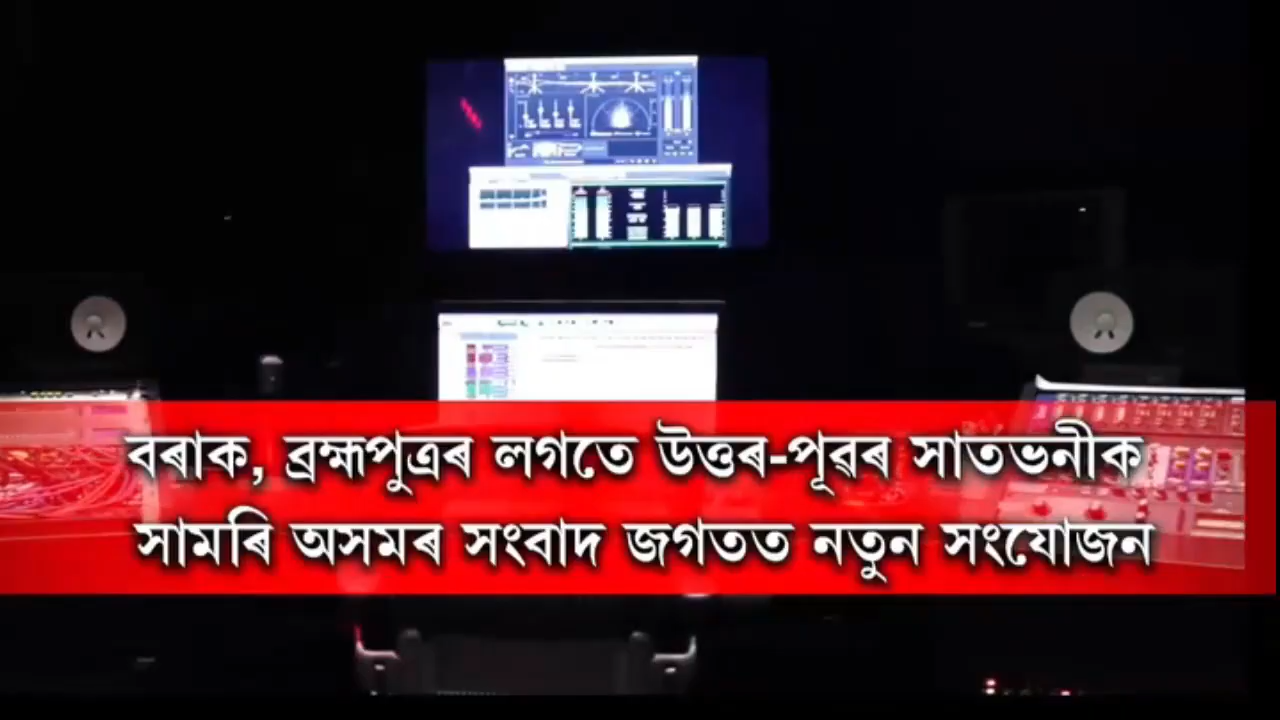 বৰাক, ব্ৰহ্মপুত্ৰৰ লগতে উত্তৰ-পূৱৰ সাতভনীক
সামৰি অসমৰ সংবাদ জগতত নতুন সংযোজন